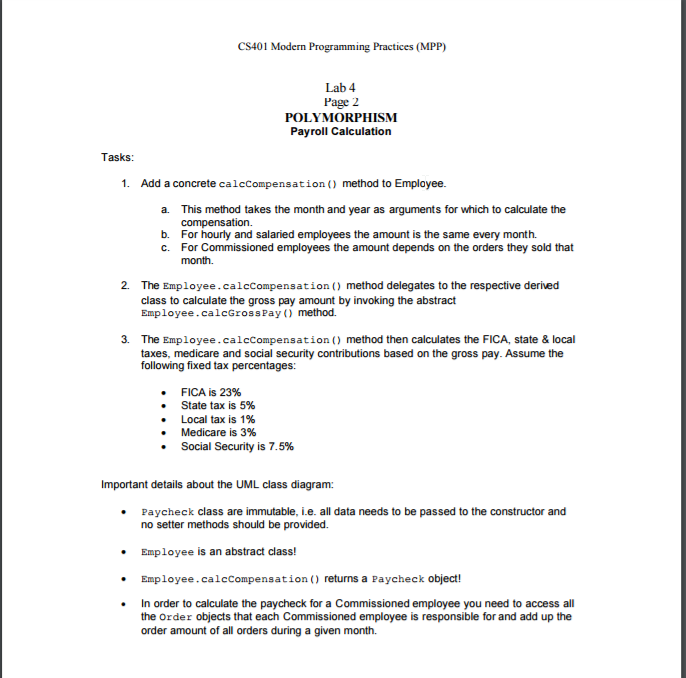 CS401 Modern Programming Practices (MPP)
Lab 4
Page 2
POLYMORPHISM
Payroll Calculation
Tasks:
1. Add a concrete calcCompensation() method to Employee.
a. This method takes the month and year as arguments for which to calculate the
compensation.
b. For hourly and salaried employees the amount is the same every month.
c. For Commissioned employees the amount depends on the orders they sold that
month.
2. The Employee.calcCompensation() method delegates to the respective derived
class to calculate the gross pay amount by invoking the abstract
Employee.calcGrossPay() method.
3. The Employee.calcCompensation() method then calculates the FICA, state & local
taxes, medicare and social security contributions based on the gross pay. Assume the
following fixed tax percentages:
• FICA is 23%
• State tax is 5%
• Local tax is 1%
• Medicare is 3%
• Social Security is 7.5%
Important details about the UML class diagram:
• Paycheck class are immutable, i.e. all data needs to be passed to the constructor and
no setter methods should be provided.
• Employee is an abstract class!
• Employee.calcCompensation() returns a Paycheck object!
• In order to calculate the paycheck for a Commissioned employee you need to access all
the Order objects that each Commissioned employee is responsible for and add up the
order amount of all orders during a given month.